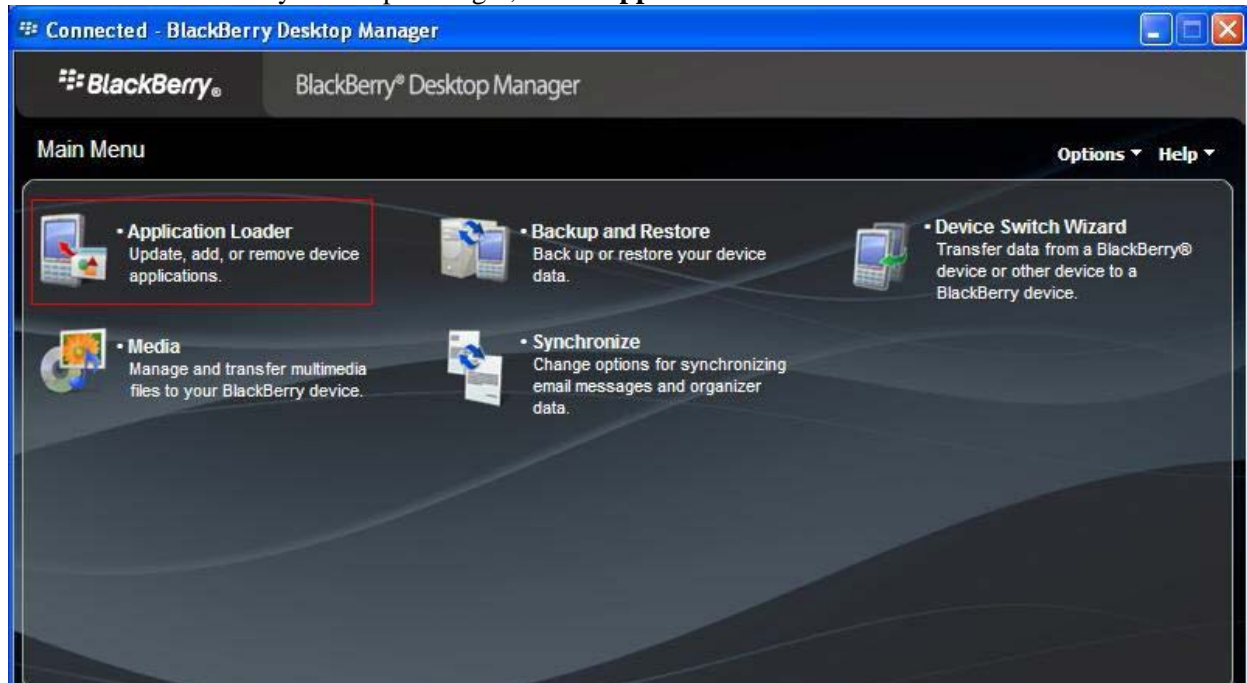 Connected - BlackBerry Desktop Manager
BlackBerry® BlackBerry® Desktop Manager
Main Menu Options Help
• Application Loader
Update, add, or remove device
applications.
• Backup and Restore
Back up or restore your device
data.
• Device Switch Wizard
Transfer data from a BlackBerry®
device or other device to a
BlackBerry device.
• Media
Manage and transfer multimedia
files to your BlackBerry device.
• Synchronize
Change options for synchronizing
email messages and organizer
data.